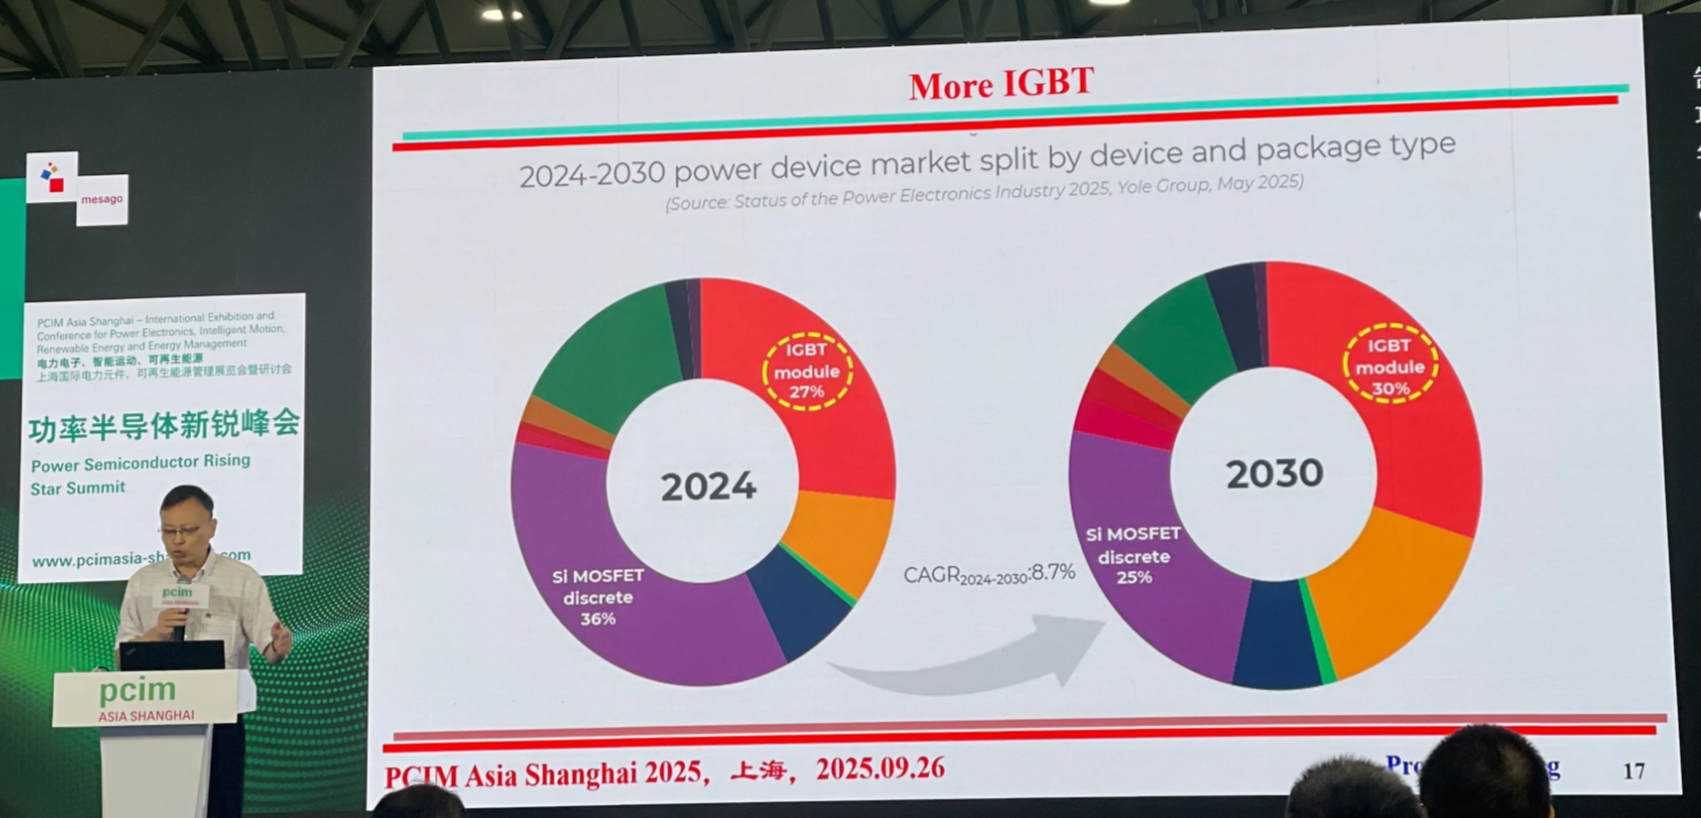 More IGBT
2024-2030 power device market split by device and package type
(Source: Status of the Power Electronics Industry 2025, Yole Group, May 2025)
IGBT
module
27%
2024
Si MOSFET
discrete
36%
CAGR2024-2030:8.7%
IGBT
module
30%
2030
Si MOSFET
discrete
25%
PCIM Asia Shanghai 2025, 上海, 2025.09.26
17
mesago
PCIM Asia Shanghai – International Exhibition and
Conference for Power Electronics, Intelligent Motion,
Renewable Energy and Energy Management
电力电子、智能运动、可再生能源
上海国际电力元件、可再生能源管理展览会暨研讨会
功率半导体新锐峰会
Power Semiconductor Rising
Star Summit
www.pcimasia-sh
com
pcim
pcim
ASIA SHANGHAI